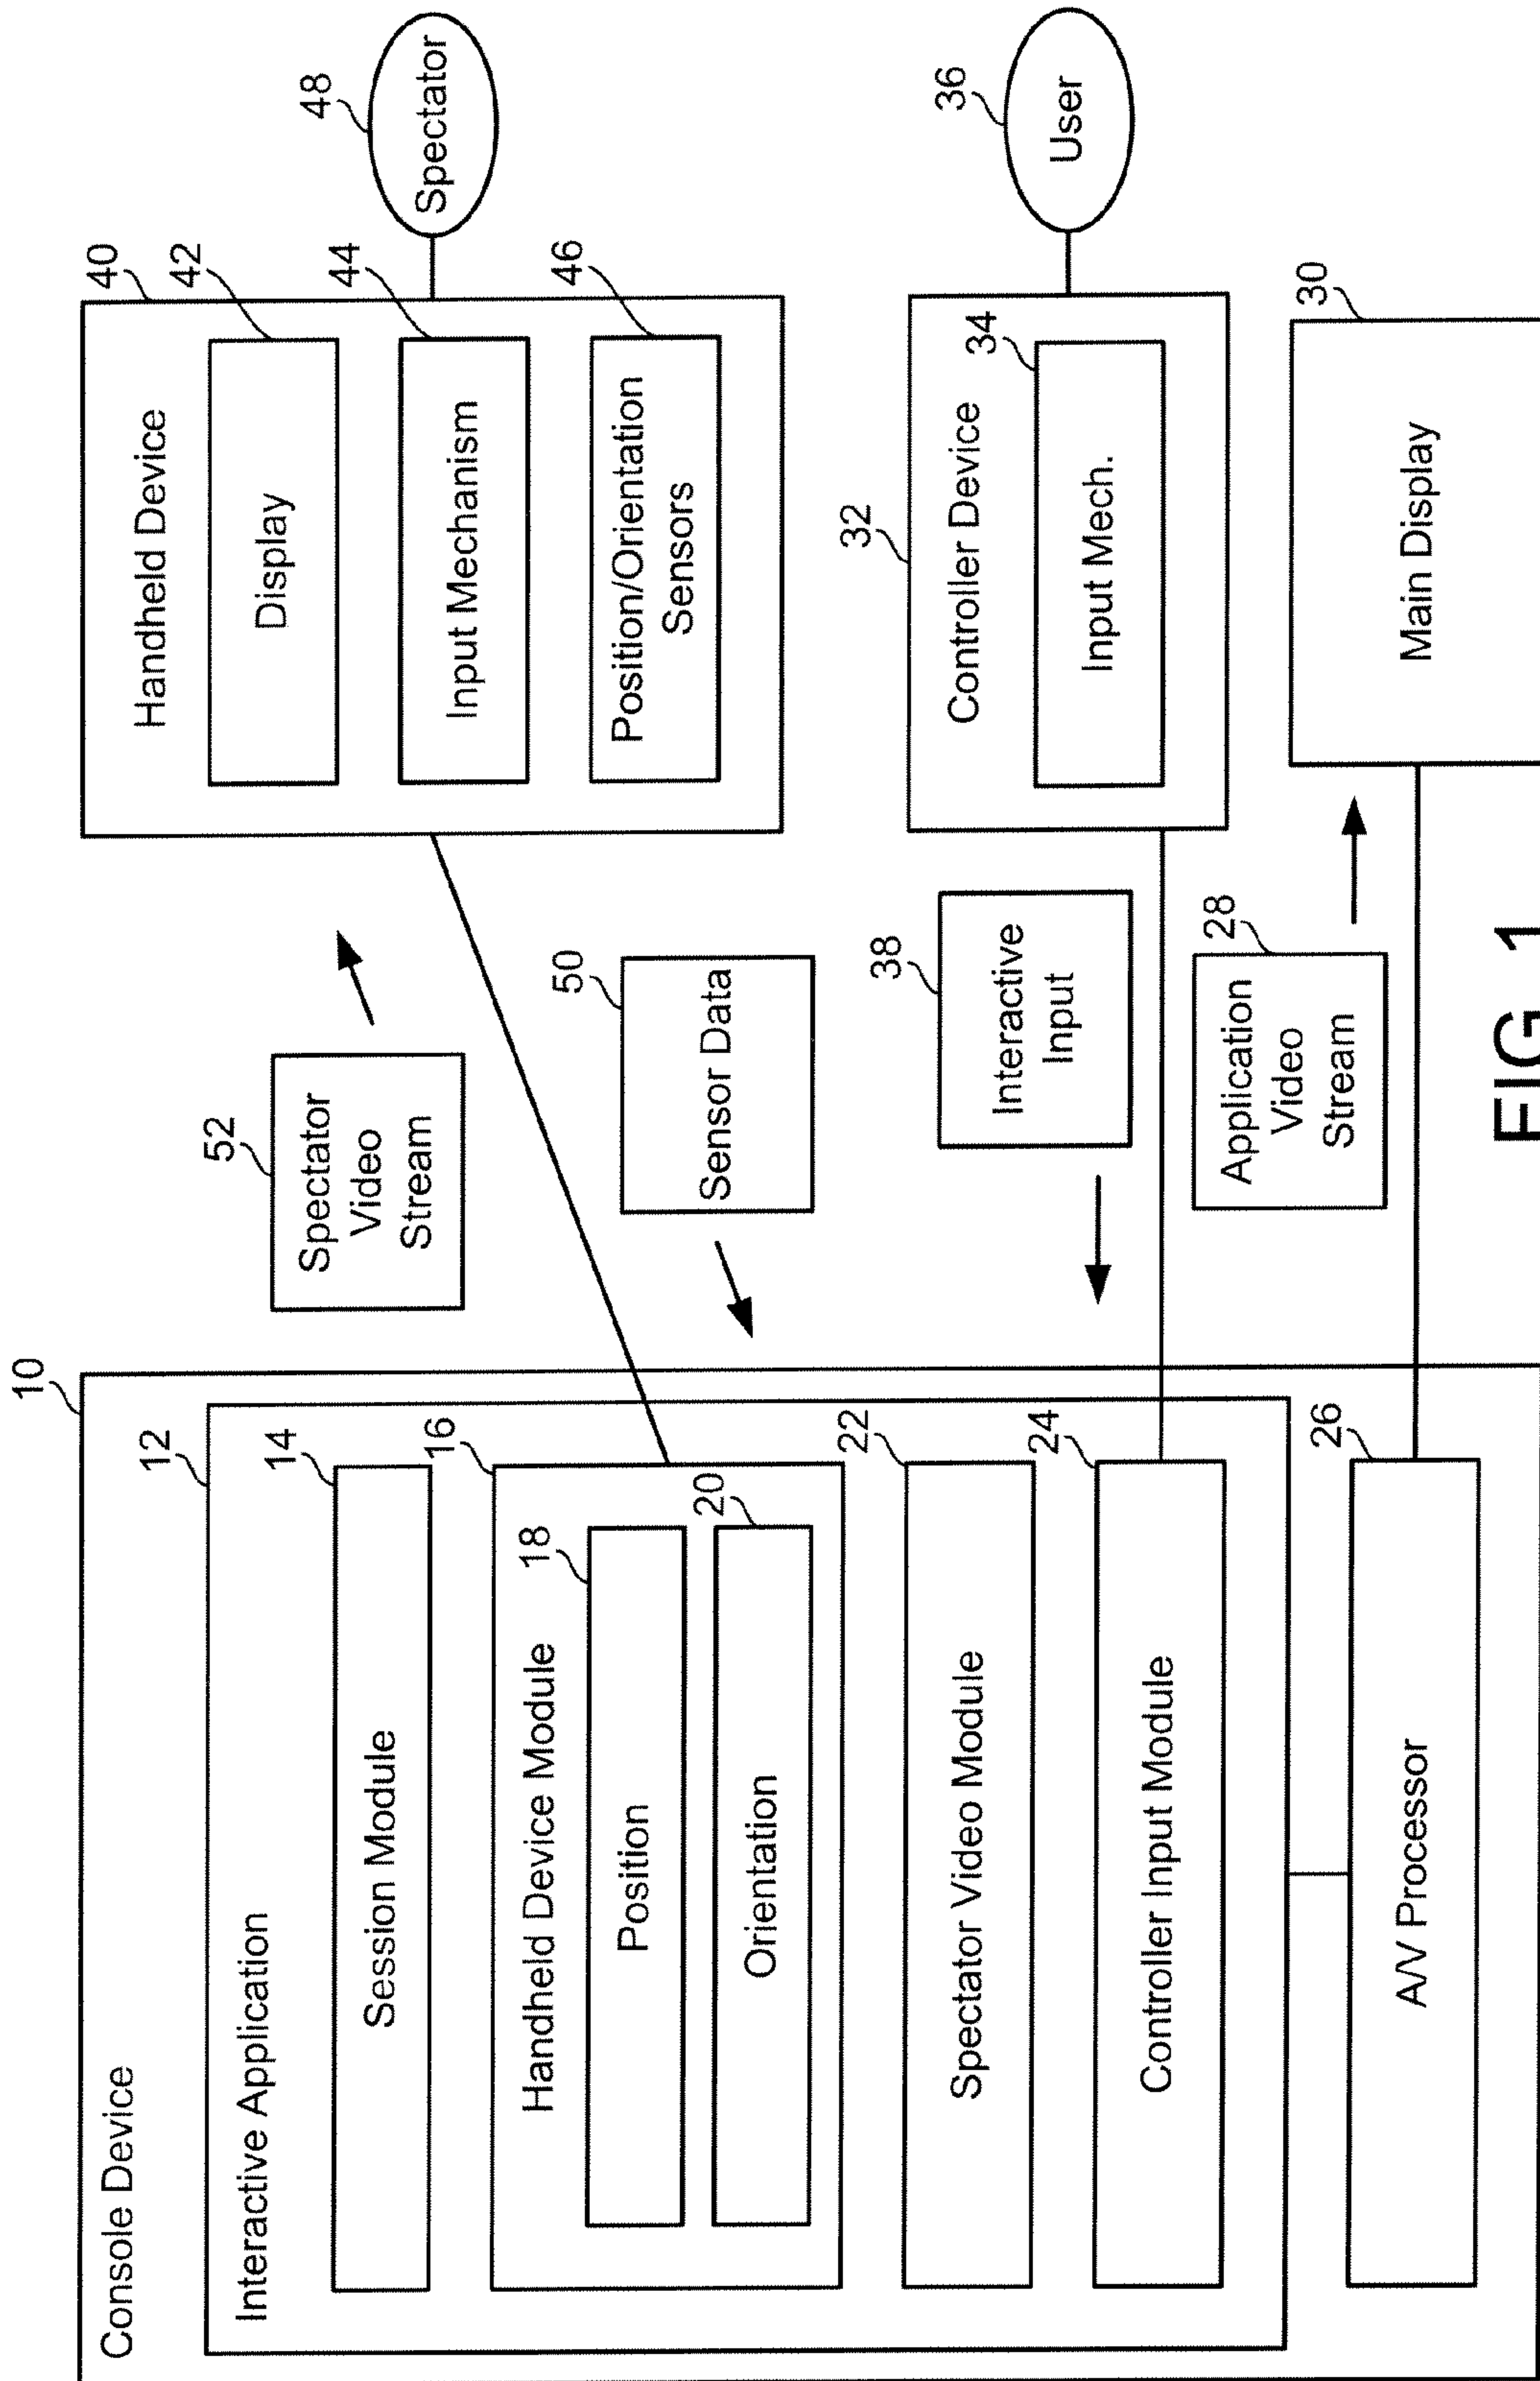 10
Console Device
12
Interactive Application
14
Session Module
16
Handheld Device Module
18
Position
20
Orientation
22
Spectator Video Module
24
Controller Input Module
26
A/V Processor
52
Spectator
Video
Stream
50
Sensor Data
38
Interactive
Input
28
Application
Video
Stream
40
Handheld Device
42
Display
44
Input Mechanism
46
Position/Orientation
Sensors
48
Spectator
32
Controller Device
34
Input Mech.
36
User
30
Main Display
FIG. 1